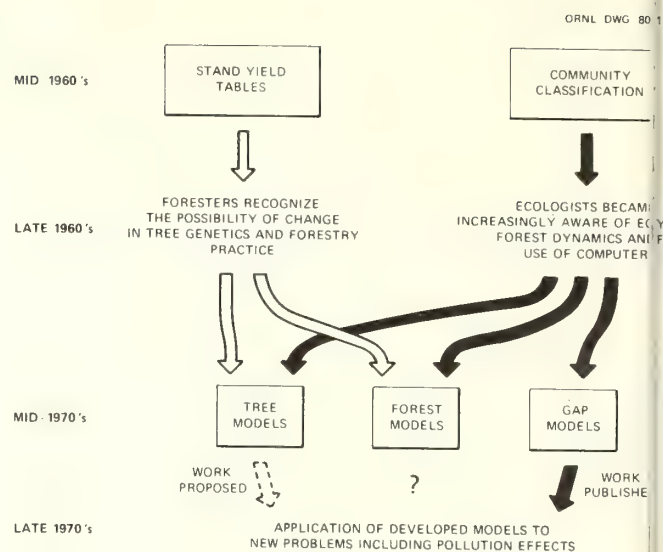 ORNL DWG 80
MID 1960's
STAND YIELD
TABLES
COMMUNITY
CLASSIFICATION
LATE 1960's
FORESTERS RECOGNIZE
THE POSSIBILITY OF CHANGE
IN TREE GENETICS AND FORESTRY
PRACTICE
ECOLOGISTS
INCREASINGLY AWARE OF
FOREST DYNAMICS
USE OF COMPUTER
MID-1970's
TREE
MODELS
FOREST
MODELS
GAP
MODELS
WORK
PROPOSED
?
WORK
LATE 1970's
APPLICATION OF DEVELOPED MODELS TO
NEW PROBLEMS INCLUDING POLLUTION EFFECTS